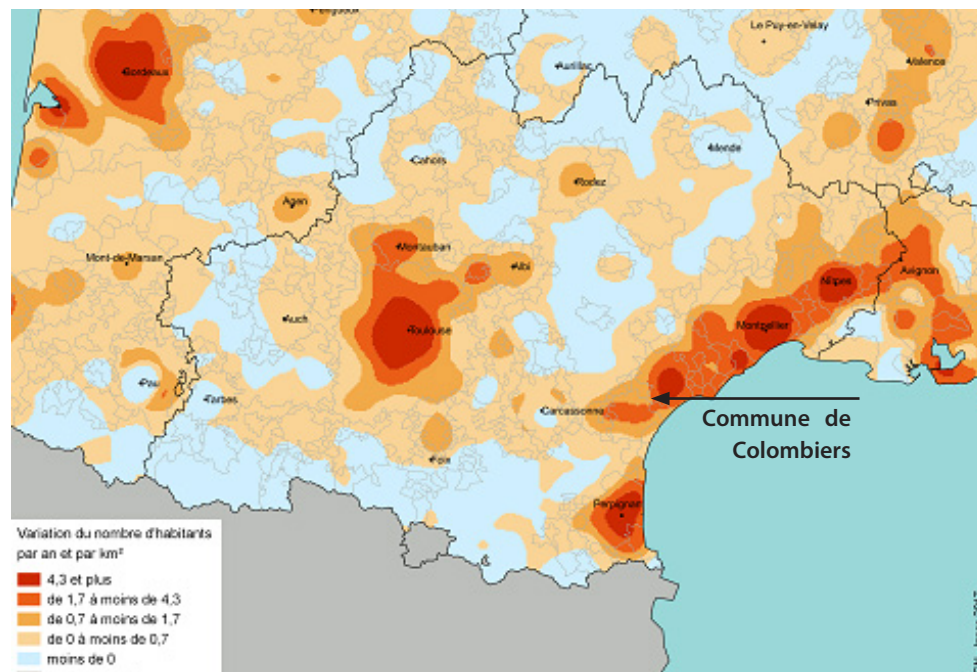 Le Puy-en-Velay
Aurillac
Valence
Bordeaux
Privas
Mende
Cahors
Rodez
Agen
Montauban
Albi
Mont-de-Marsan
Nîmes
Avignon
Auch
Toulouse
Montpellier
Pau
Tarbes
Carcassonne
Commune de
Colombiers
Foix
Perpignan
Variation du nombre d'habitants
par an et par km²
4,3 et plus
de 1,7 à moins de 4,3
de 0,7 à moins de 1,7
de 0 à moins de 0,7
moins de 0